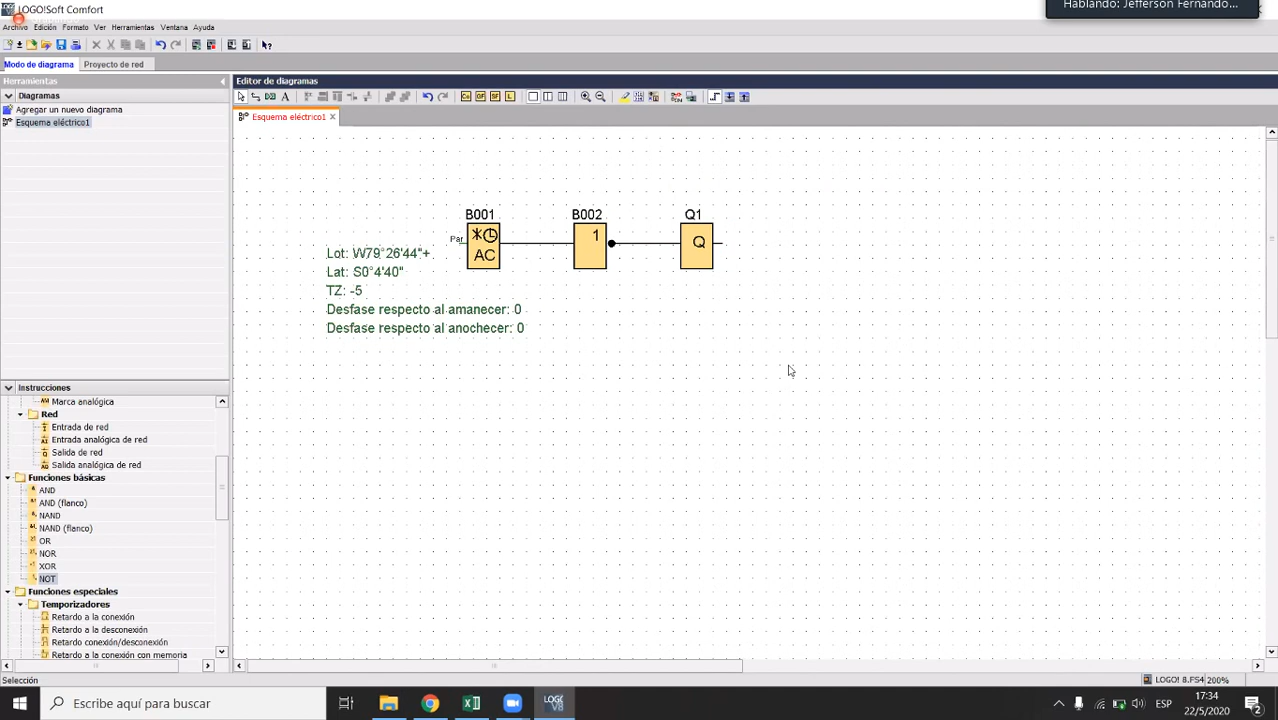 LOGO!Soft Comfort
Hablando: Jefferson Fernando...
Archivo Edición Formato Ver Herramientas Ventana Ayuda
Modo de diagrama Proyecto de red
Herramientas
Editor de diagramas
Diagramas
Agregar un nuevo diagrama
Esquema eléctrico1
Esquema eléctrico1
B001 B002 Q1
Par
AC
1
Q
Lot: W79°26'44"+
Lat: S0°4'40"
TZ: -5
Desfase respecto al amanecer: 0
Desfase respecto al anochecer: 0
Instrucciones
Marca analógica
Red
Entrada de red
Entrada analógica de red
Salida de red
Salida analógica de red
Funciones básicas
AND
AND (flanco)
NAND
NAND (flanco)
OR
NOR
XOR
NOT
Funciones especiales
Temporizadores
Retardo a la conexión
Retardo a la desconexión
Retardo conexión/desconexión
Retardo a la conexión con memoria
Selección
LOGO! 8.FS4 200%
Escribe aquí para buscar
ESP
17:34
22/5/2020
2